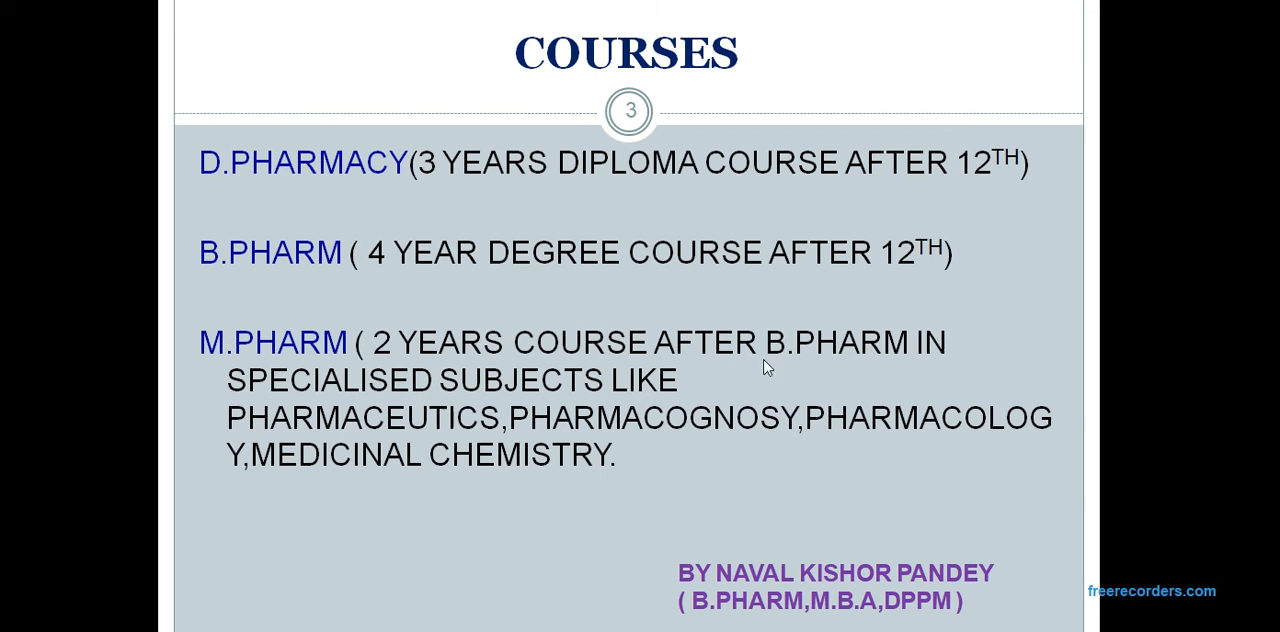 COURSES
3
D.PHARMACY(3 YEARS DIPLOMA COURSE AFTER 12TH)
B.PHARM ( 4 YEAR DEGREE COURSE AFTER 12TH)
M.PHARM ( 2 YEARS COURSE AFTER B.PHARM IN
SPECIALISED SUBJECTS LIKE
PHARMACEUTICS,PHARMACOGNOSY,PHARMACOLOG
Y,MEDICINAL CHEMISTRY.
BY NAVAL KISHOR PANDEY
( B.PHARM,M.B.A,DPPM )
freerecorders.com